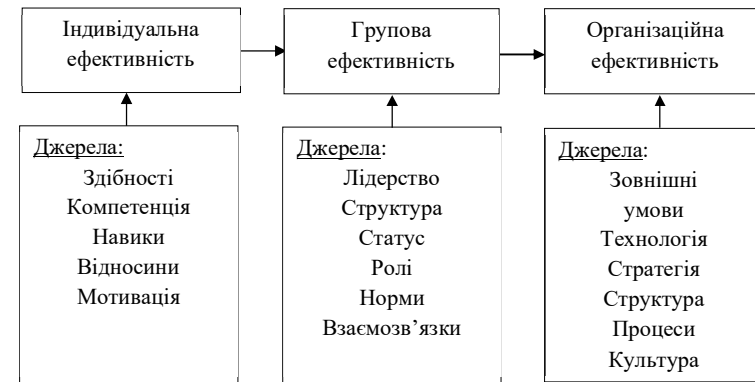 Індивідуальна
ефективність
Групова
ефективність
Організаційна
ефективність
Джерела:
Здібності
Компетенція
Навики
Відносини
Мотивація
Джерела:
Лідерство
Структура
Статус
Ролі
Норми
Взаємозв’язки
Джерела:
Зовнішні
умови
Технологія
Стратегія
Структура
Процеси
Культура